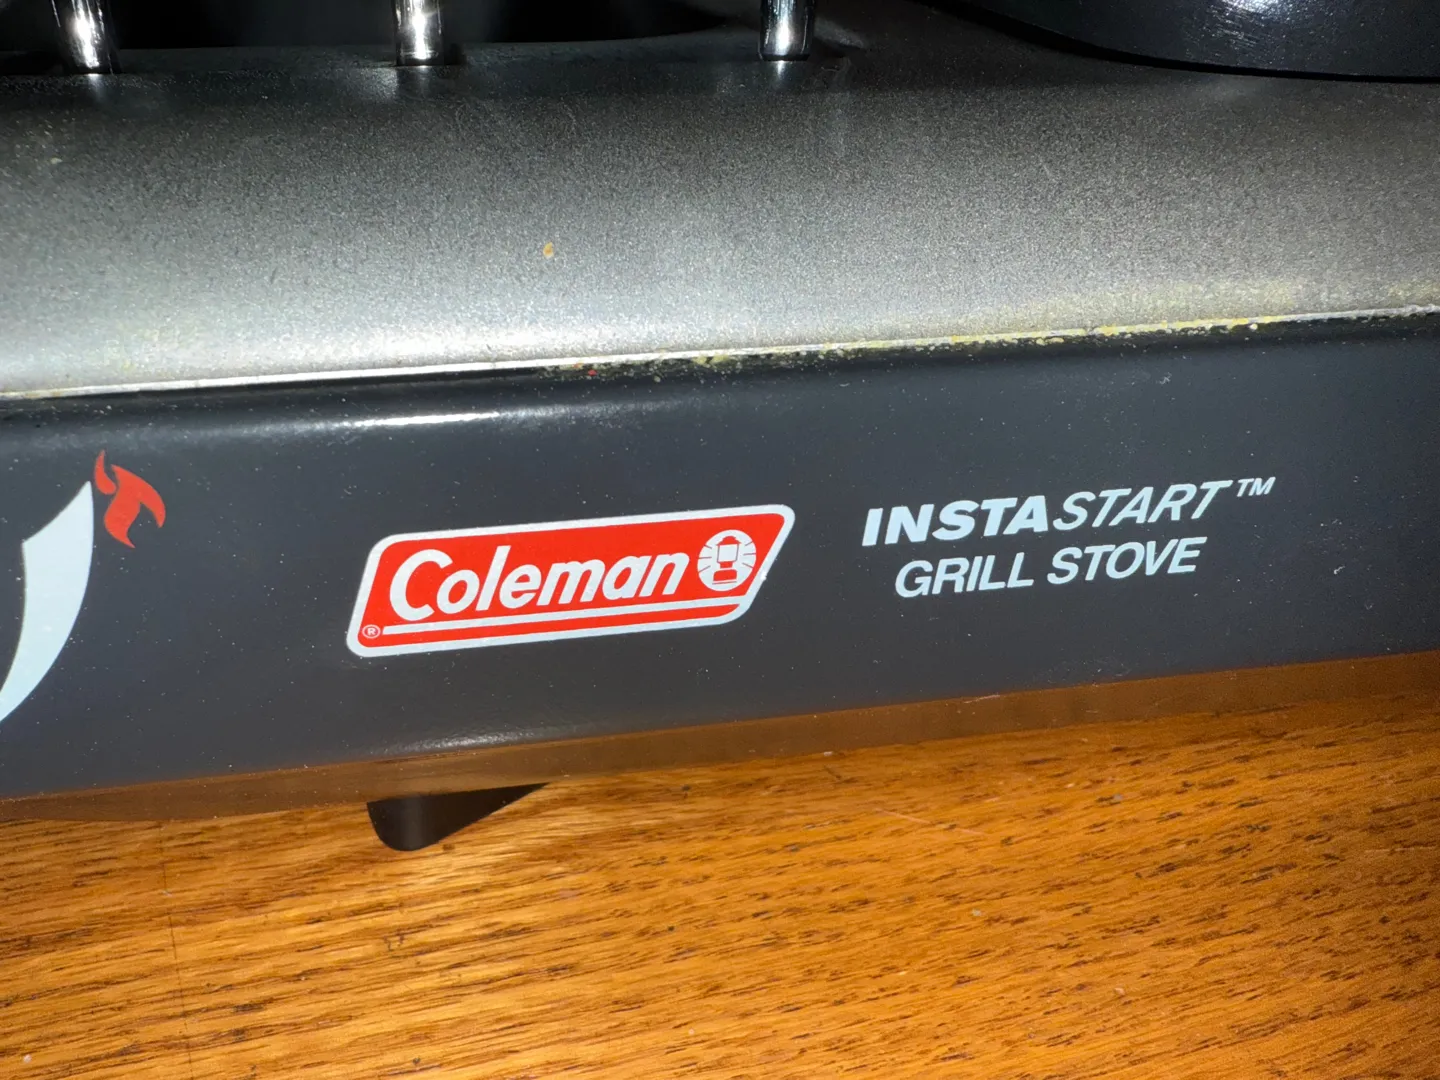 Coleman
®
INSTASTART™
GRILL STOVE